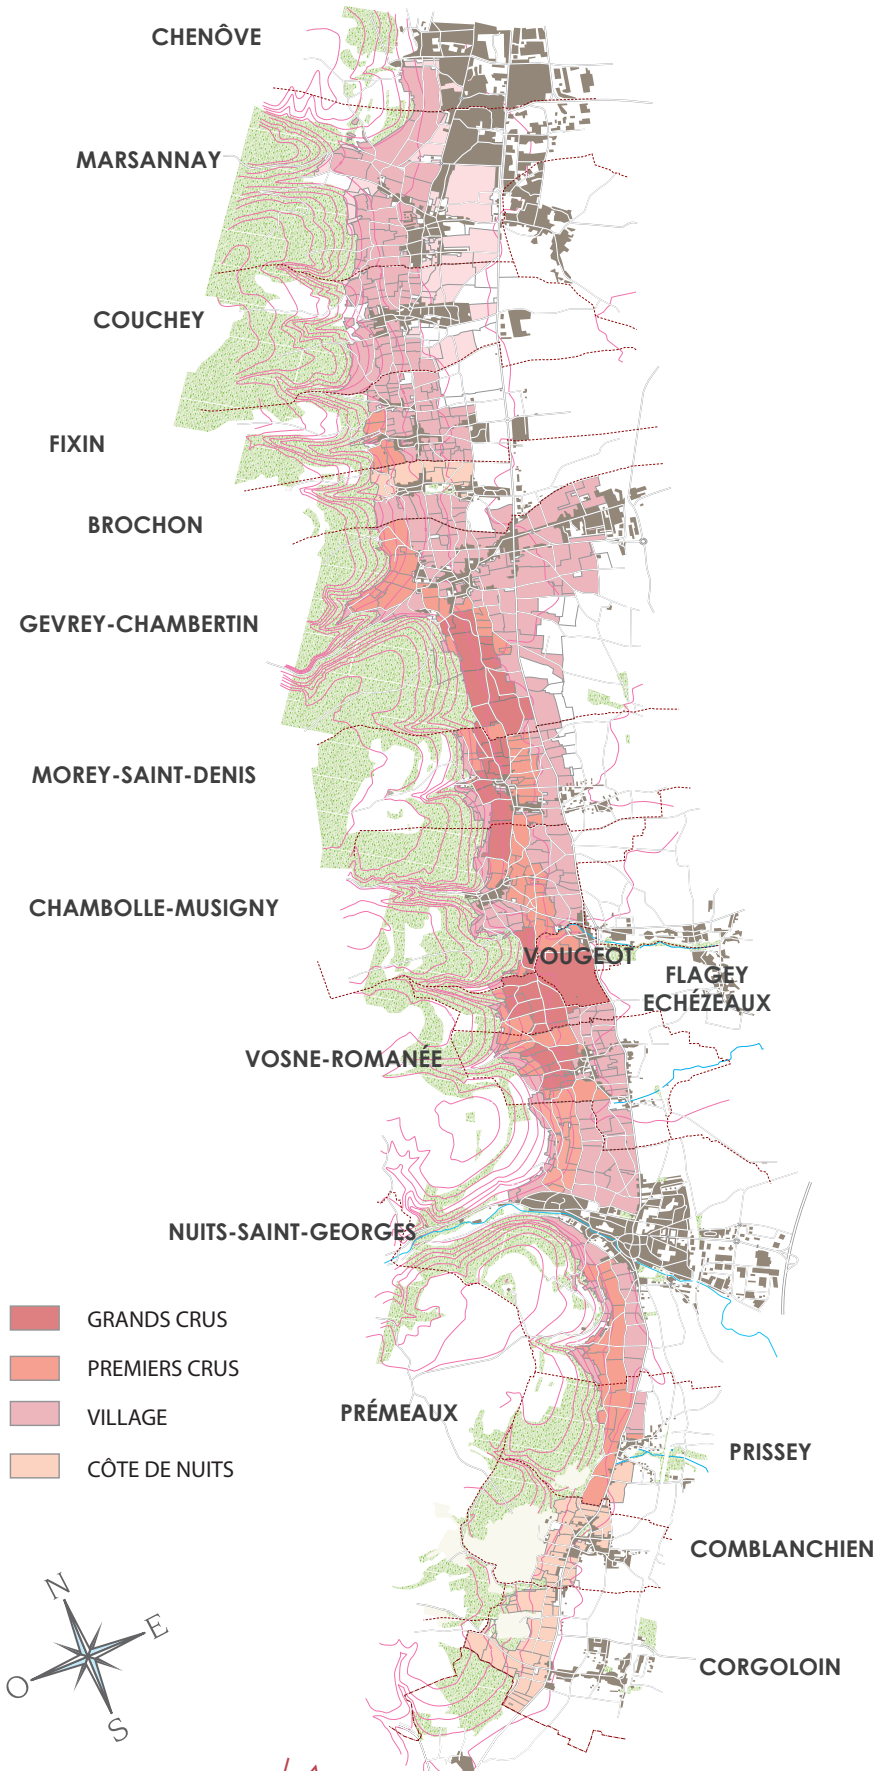 CHENÔVE
MARSANNAY
COUCHEY
FIXIN
BROCHON
GEVREY-CHAMBERTIN
MOREY-SAINT-DENIS
CHAMBOLLE-MUSIGNY
VOUGEOT
FLAGEY
ECHÉZEAUX
VOSNE-ROMANÉE
NUITS-SAINT-GEORGES
GRANDS CRUS
PREMIERS CRUS
VILLAGE
CÔTE DE NUITS
PRÉMEAUX
PRISSEY
COMBLANCHIEN
CORGOLOIN
N
E
O
S